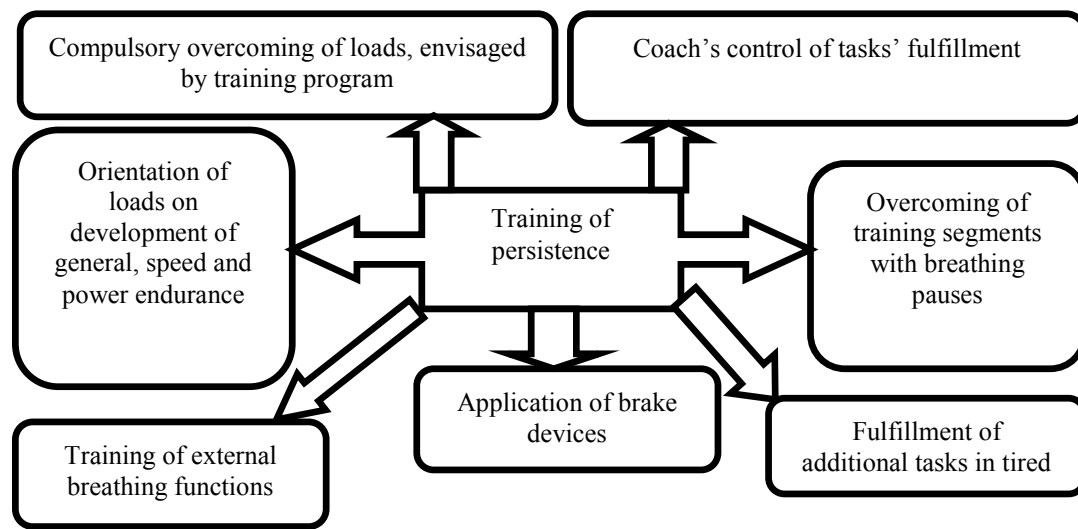 Compulsory overcoming of loads, envisaged
by training program
Coach’s control of tasks’ fulfillment
Orientation of
loads on
development of
general, speed and
power endurance
Training of
persistence
Overcoming of
training segments
with breathing
pauses
Training of external
breathing functions
Application of brake
devices
Fulfillment of
additional tasks in tired